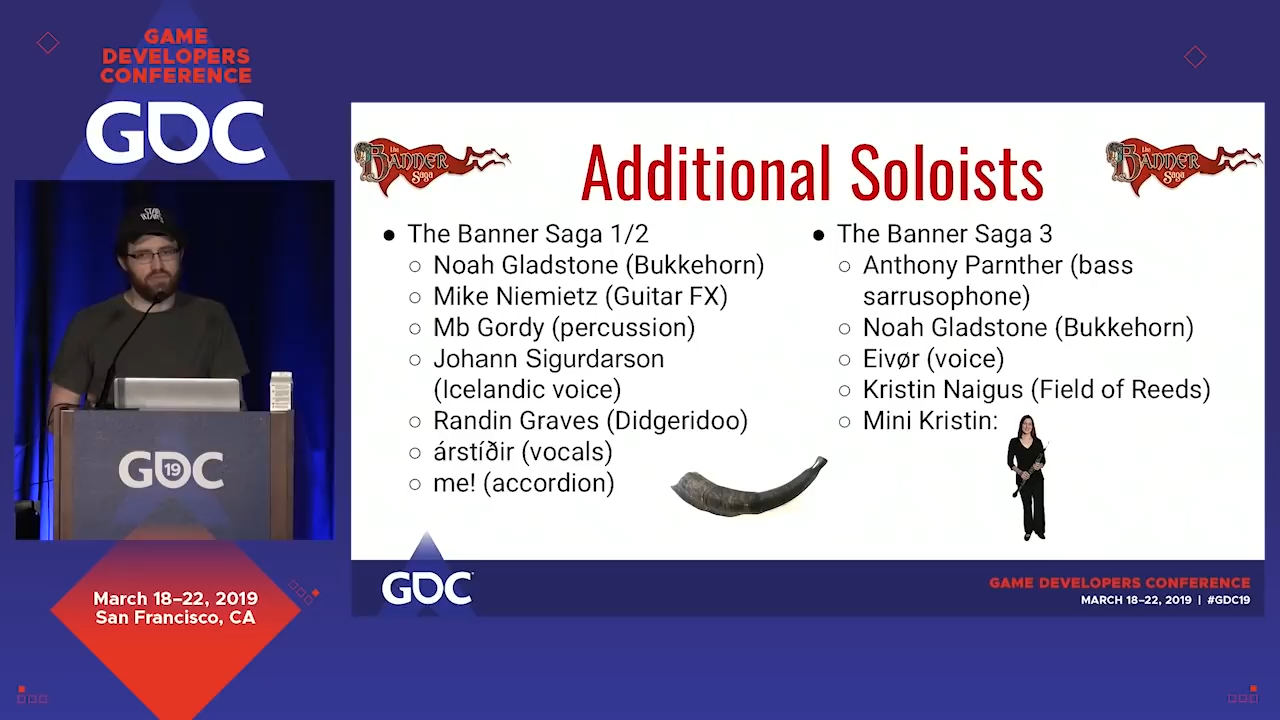 GAME
DEVELOPERS
CONFERENCE
GDC
GDC 19
March 18–22, 2019
San Francisco, CA
the
BANNER
Saga
Additional Soloists
the
BANNER
Saga
● The Banner Saga 1/2
○ Noah Gladstone (Bukkehorn)
○ Mike Niemietz (Guitar FX)
○ Mb Gordy (percussion)
○ Johann Sigurdarson
(Icelandic voice)
○ Randin Graves (Didgeridoo)
○ árstíðir (vocals)
○ me! (accordion)
● The Banner Saga 3
○ Anthony Parnther (bass
sarrusophone)
○ Noah Gladstone (Bukkehorn)
○ Eivør (voice)
○ Kristin Naigus (Field of Reeds)
○ Mini Kristin:
GDC
GAME DEVELOPERS CONFERENCE
MARCH 18–22, 2019 | #GDC19